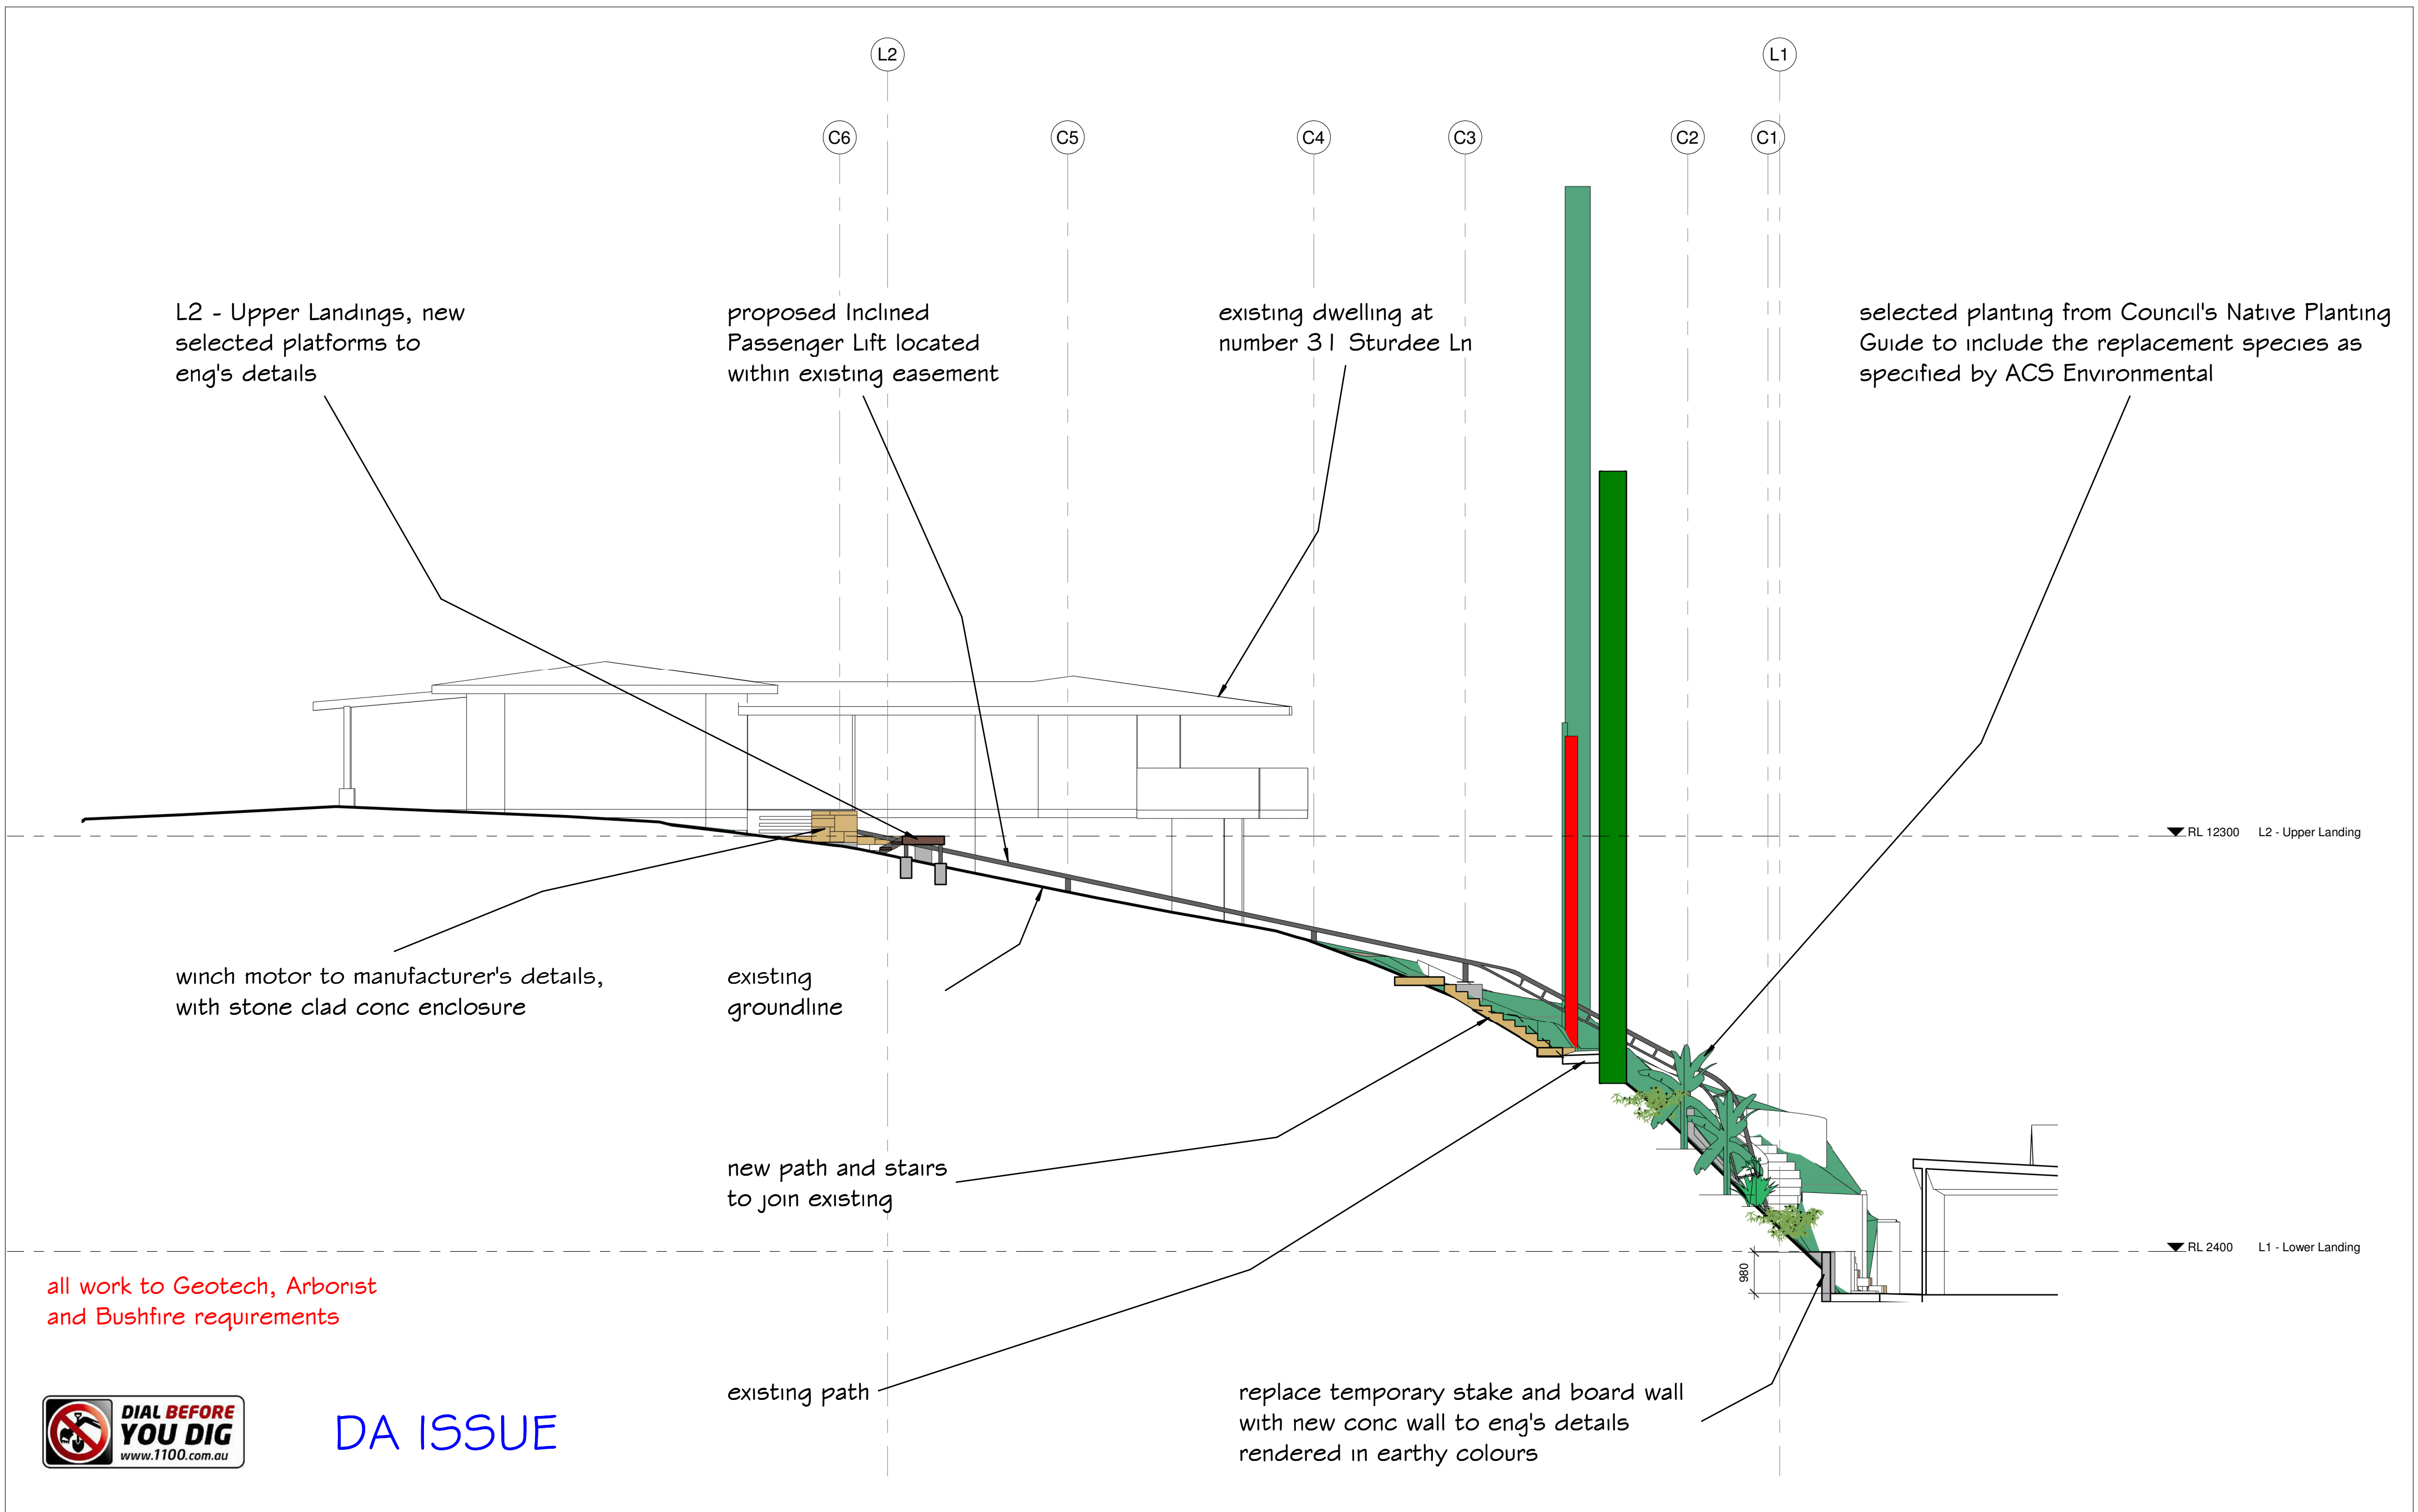 L2
L1
C6
C5
C4
C3
C2
C1
L2 - Upper Landings, new
selected platforms to
eng's details
proposed Inclined
Passenger Lift located
within existing easement
existing dwelling at
number 31 Sturdee Ln
selected planting from Council's Native Planting
Guide to include the replacement species as
specified by ACS Environmental
RL 12300 L2 - Upper Landing
winch motor to manufacturer's details,
with stone clad conc enclosure
existing
groundline
new path and stairs
to join existing
RL 2400 L1 - Lower Landing
980
all work to Geotech, Arborist
and Bushfire requirements
existing path
replace temporary stake and board wall
with new conc wall to eng's details
rendered in earthy colours
DIAL BEFORE
YOU DIG
www.1100.com.au
DA ISSUE